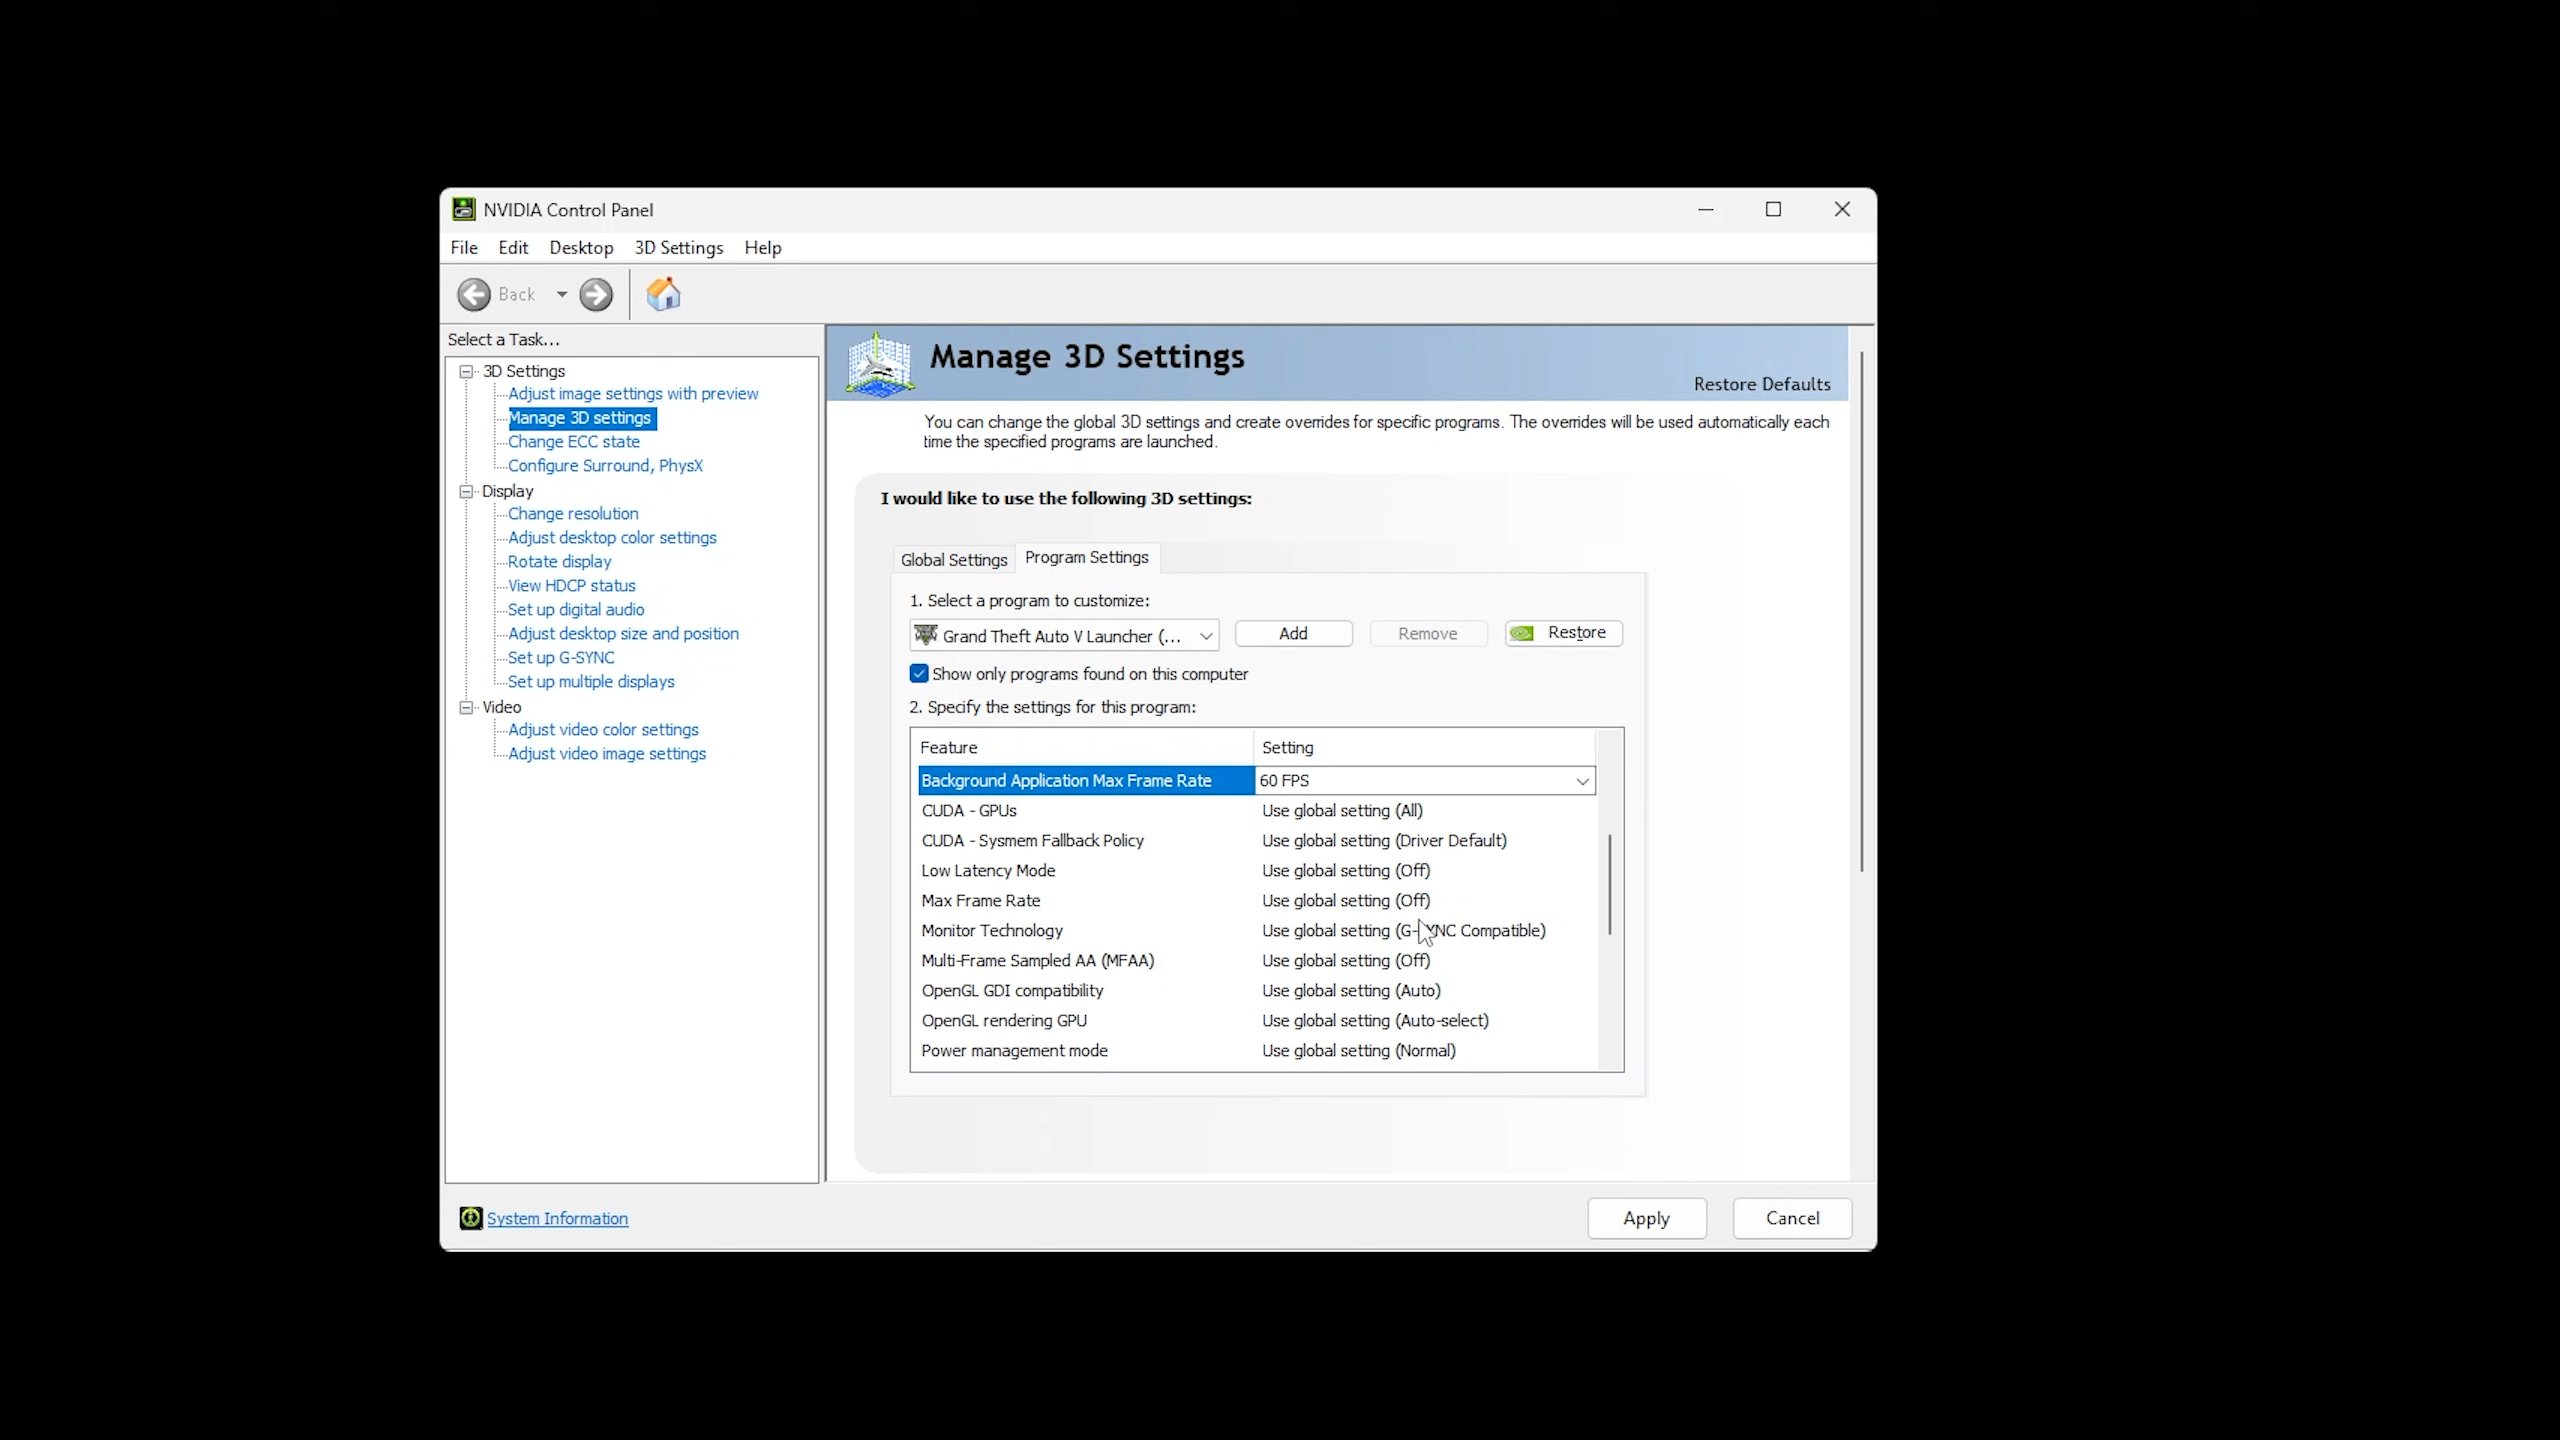 NVIDIA Control Panel
File Edit Desktop 3D Settings Help
Back
Select a Task...
3D Settings
Adjust image settings with preview
Manage 3D settings
Change ECC state
Configure Surround, PhysX
Display
Change resolution
Adjust desktop color settings
Rotate display
View HDCP status
Set up digital audio
Adjust desktop size and position
Set up G-SYNC
Set up multiple displays
Video
Adjust video color settings
Adjust video image settings
System Information
Manage 3D Settings
Restore Defaults
You can change the global 3D settings and create overrides for specific programs. The overrides will be used automatically each
time the specified programs are launched.
I would like to use the following 3D settings:
Global Settings Program Settings
1. Select a program to customize:
Grand Theft Auto V Launcher (... Add Remove Restore
Show only programs found on this computer
2. Specify the settings for this program:
Feature Setting
Background Application Max Frame Rate 60 FPS
CUDA - GPUs Use global setting (All)
CUDA - Sysmem Fallback Policy Use global setting (Driver Default)
Low Latency Mode Use global setting (Off)
Max Frame Rate Use global setting (Off)
Monitor Technology Use global setting (G-SYNC Compatible)
Multi-Frame Sampled AA (MFAA) Use global setting (Off)
OpenGL GDI compatibility Use global setting (Auto)
OpenGL rendering GPU Use global setting (Auto-select)
Power management mode Use global setting (Normal)
Apply Cancel